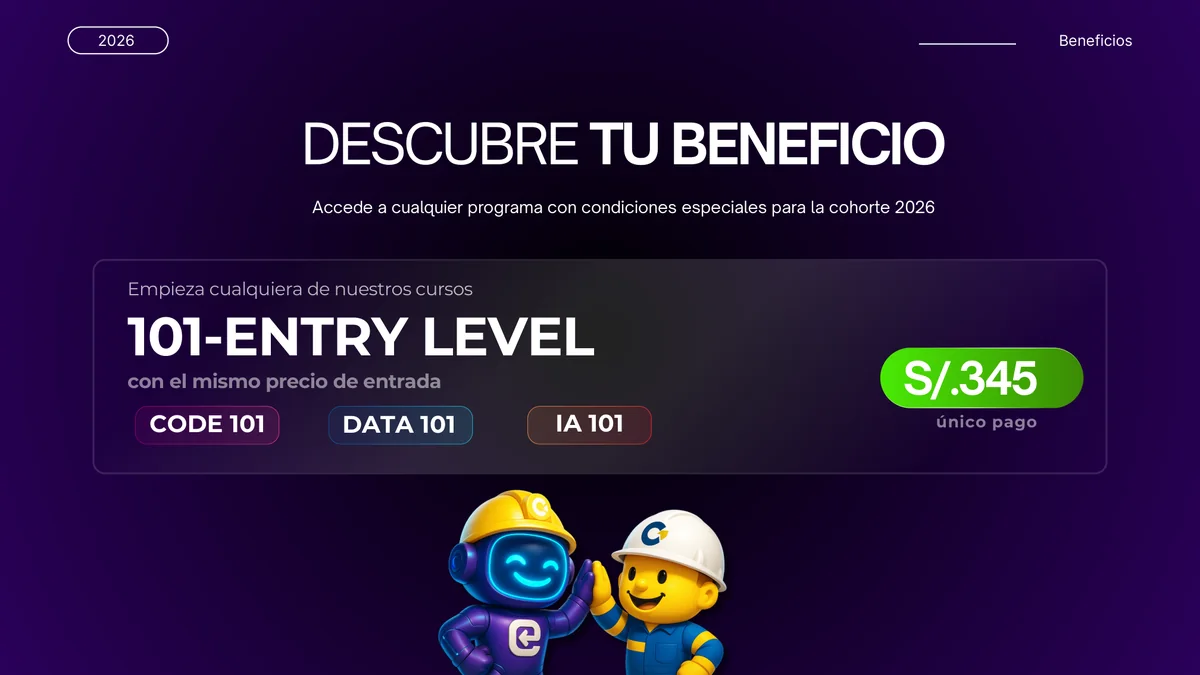 2026
Beneficios
DESCUBRE TU BENEFICIO
Accede a cualquier programa con condiciones especiales para la cohorte 2026
Empieza cualquiera de nuestros cursos
101-ENTRY LEVEL
con el mismo precio de entrada
CODE 101
DATA 101
IA 101
S/.345
único pago